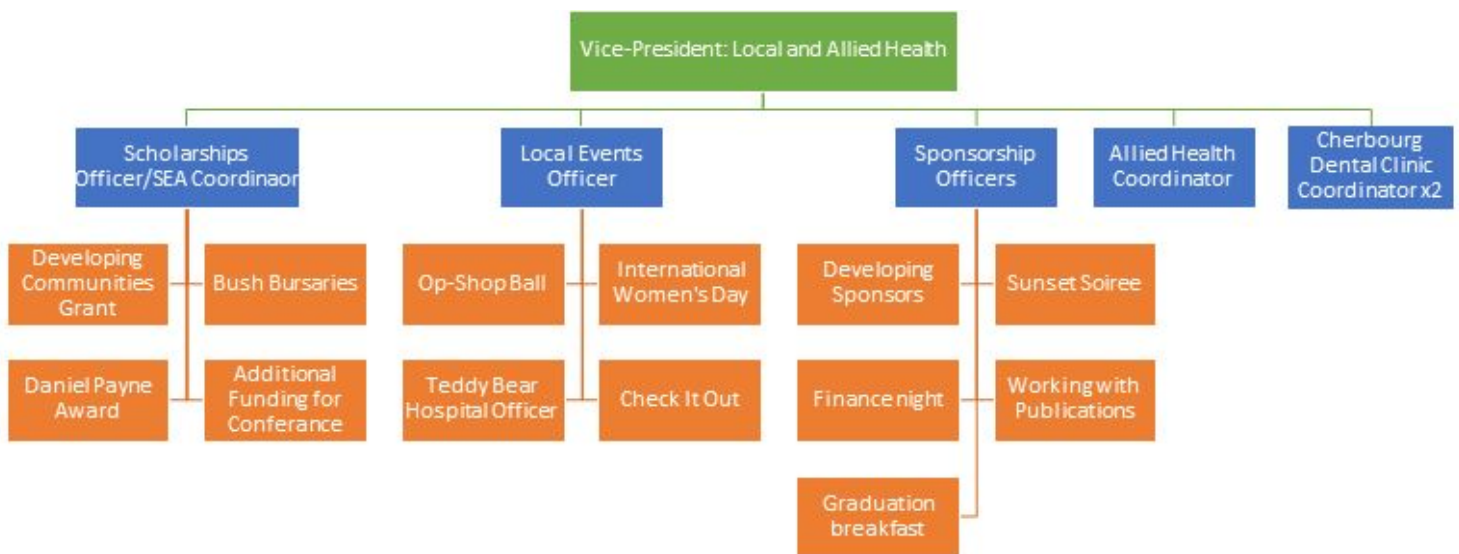 Vice-President: Local and Allied Health
Scholarships
Officer/SEA Coordinaor
Local Events
Officer
Sponsorship
Officers
Allied Health
Coordinator
Cherbourg
Dental Clinic
Coordinator x2
Developing
Communities
Grant
Bush Bursaries
Op-Shop Ball
International
Women's Day
Developing
Sponsors
Sunset Soiree
Daniel Payne
Award
Additional
Funding for
Conferance
Teddy Bear
Hospital Officer
Check It Out
Finance night
Working with
Publications
Graduation
breakfast